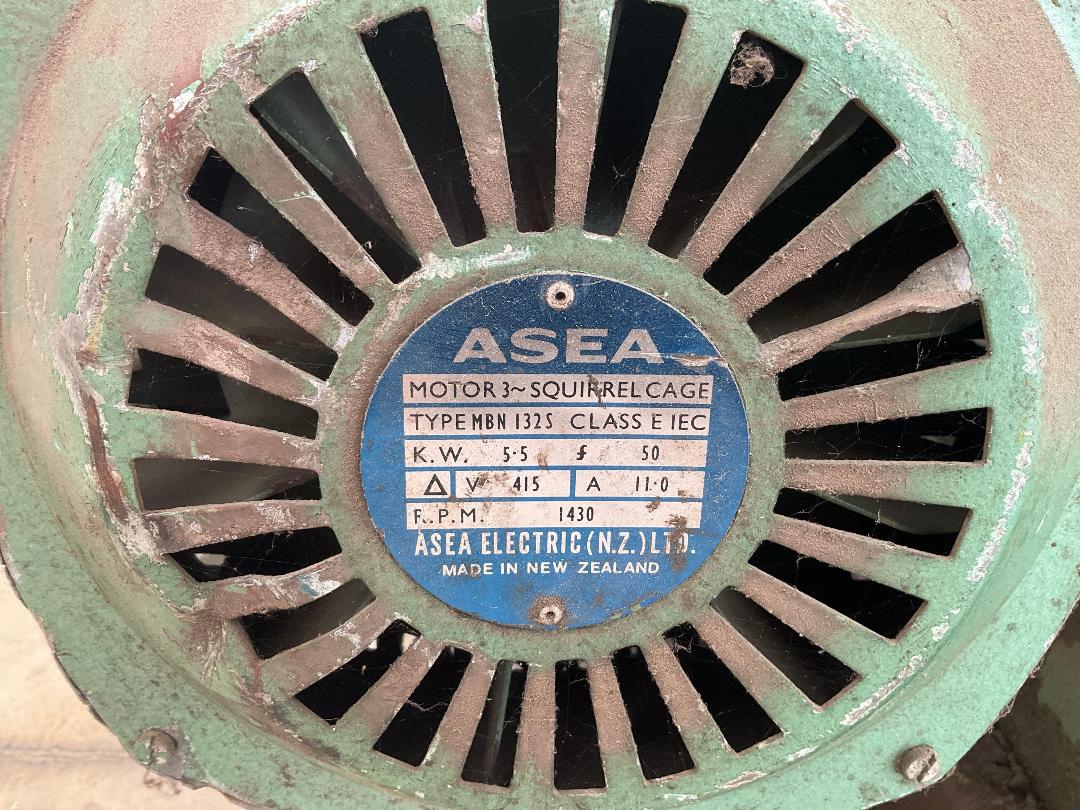 ASEA
MOTOR 3~ SQUIRREL CAGE
TYPE MBN 132S CLASS E IEC
K.W. 5·5 f 50
Δ V 415 A 11·0
R.P.M. 1430
ASEA ELECTRIC (N.Z.) LTD.
MADE IN NEW ZEALAND